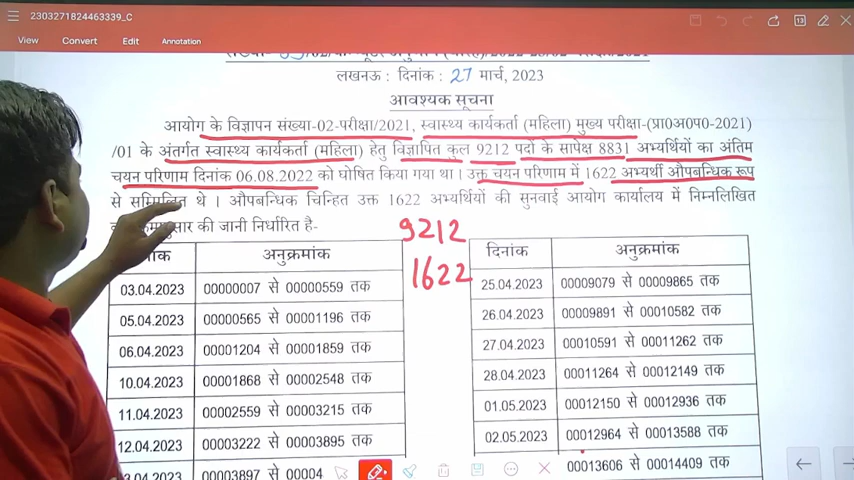 2303271824463339_C
View Convert Edit Annotation
13
लखनऊ : दिनांक : 27 मार्च, 2023
आवश्यक सूचना
आयोग के विज्ञापन संख्या-02-परीक्षा/2021, स्वास्थ्य कार्यकर्ता (महिला) मुख्य परीक्षा-(प्रा0अ0प0-2021)
/01 के अंतर्गत स्वास्थ्य कार्यकर्ता (महिला) हेतु विज्ञापित कुल 9212 पदों के सापेक्ष 8831 अभ्यर्थियों का अंतिम
चयन परिणाम दिनांक 06.08.2022 को घोषित किया गया था। उक्त चयन परिणाम में 1622 अभ्यर्थी औपबन्धिक रूप
से सम्मिलित थे । औपबन्धिक चिन्हित उक्त 1622 अभ्यर्थियों की सुनवाई आयोग कार्यालय में निम्नलिखित
की जानी निर्धारित है-
9212
1622
अनुक्रमांक
03.04.2023 00000007 से 00000559 तक
05.04.2023 00000565 से 00001196 तक
06.04.2023 00001204 से 00001859 तक
10.04.2023 00001868 से 00002548 तक
11.04.2023 00002559 से 00003215 तक
12.04.2023 00003222 से 00003895 तक
3.04.2023 00003897 से 00004
दिनांक अनुक्रमांक
25.04.2023 00009079 से 00009865 तक
26.04.2023 00009891 से 00010582 तक
27.04.2023 00010591 से 00011262 तक
28.04.2023 00011264 से 00012149 तक
01.05.2023 00012150 से 00012936 तक
02.05.2023 00012964 से 00013588 तक
00013606 से 00014409 तक